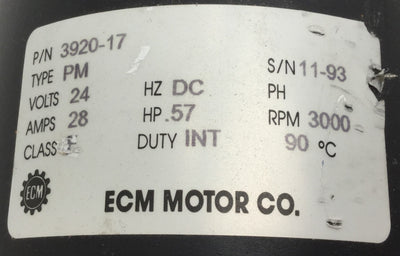 P/N 3920-17
TYPE PM S/N 11-93
VOLTS 24 HZ DC PH
AMPS 28 HP .57 RPM 3000
CLASS F DUTY INT 90 °C
ECM
ECM MOTOR CO.